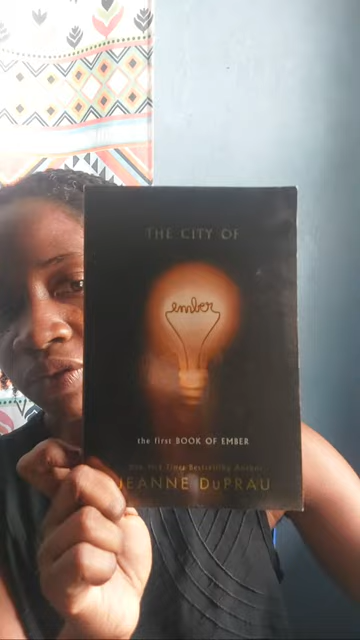 THE CITY OF
ember
the first BOOK OF EMBER
New York Times Bestselling Author
JEANNE DUPRAU